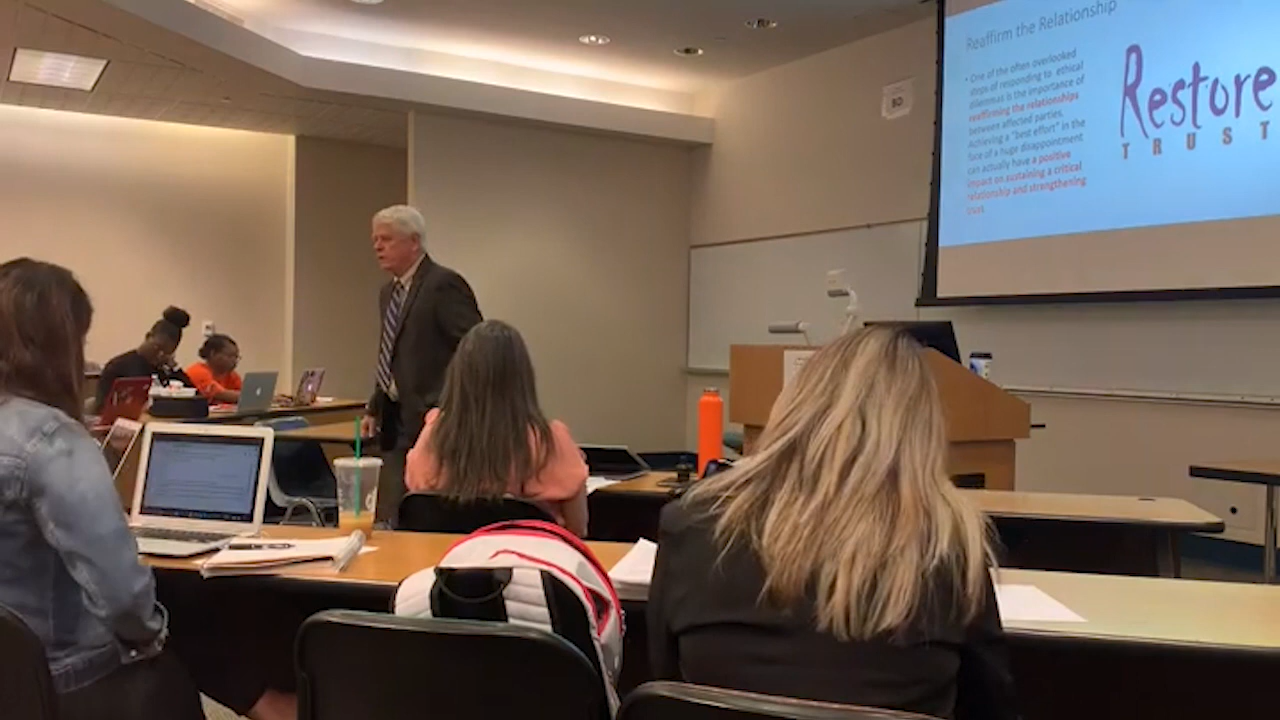 Reaffirm the Relationship
• One of the often overlooked
steps of responding to ethical
dilemmas is the importance of
reaffirming the relationships
between affected parties.
Achieving a "best effort" in the
face of a huge disappointment
can actually have a positive
impact on sustaining a critical
relationship and strengthening
trust
Restore
TRUST